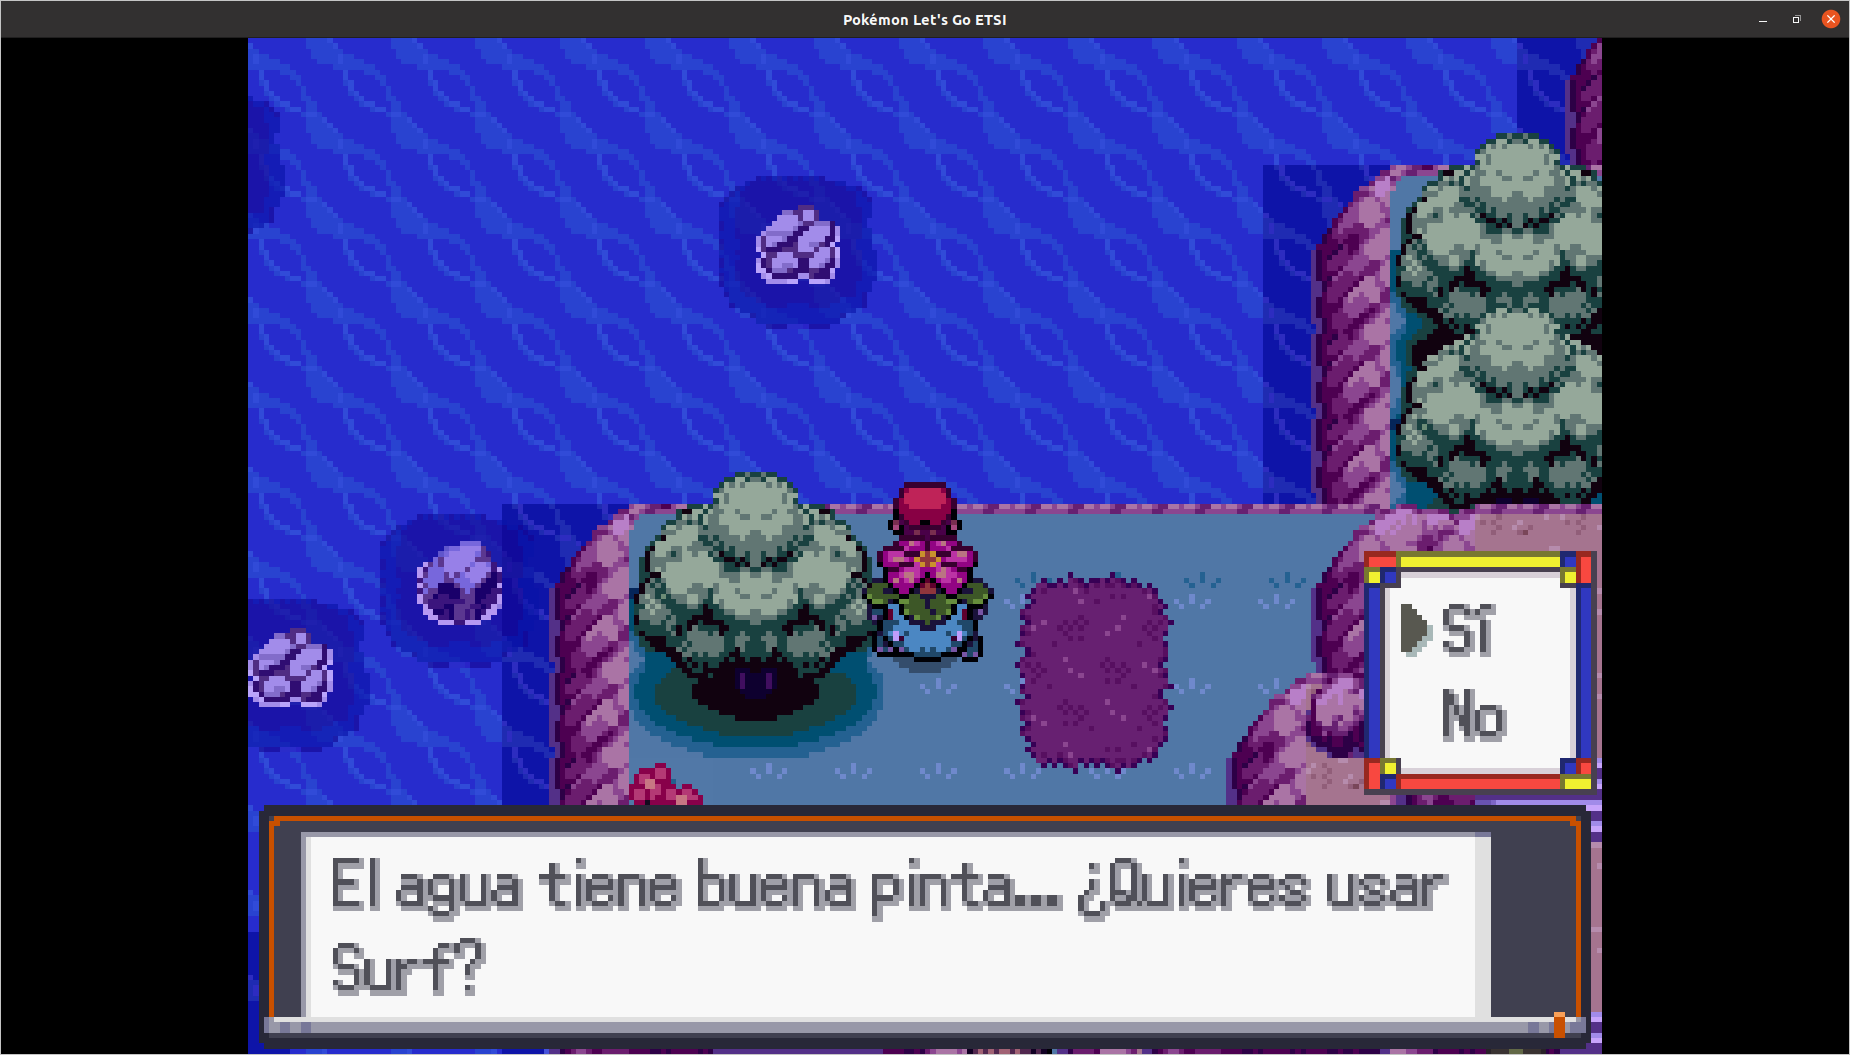 Pokémon Let's Go ETSI
Sí
No
El agua tiene buena pinta... ¿Quieres usar
Surf?